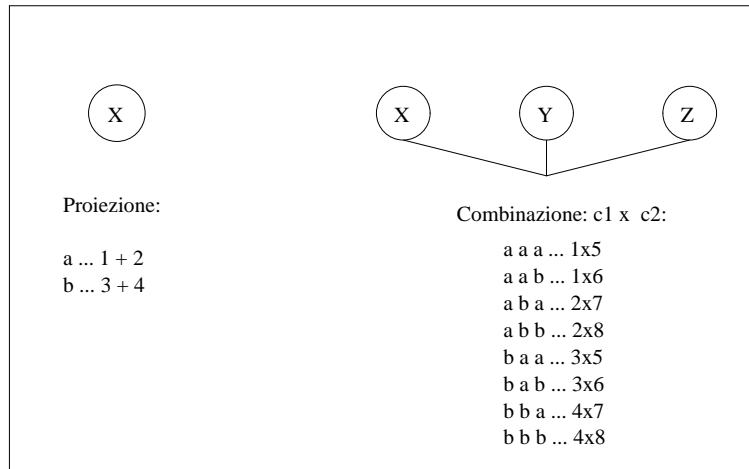 X
Proiezione:
a ... 1 + 2
b ... 3 + 4
X Y Z
Combinazione: c1 x c2:
a a a ... 1x5
a a b ... 1x6
a b a ... 2x7
a b b ... 2x8
b a a ... 3x5
b a b ... 3x6
b b a ... 4x7
b b b ... 4x8